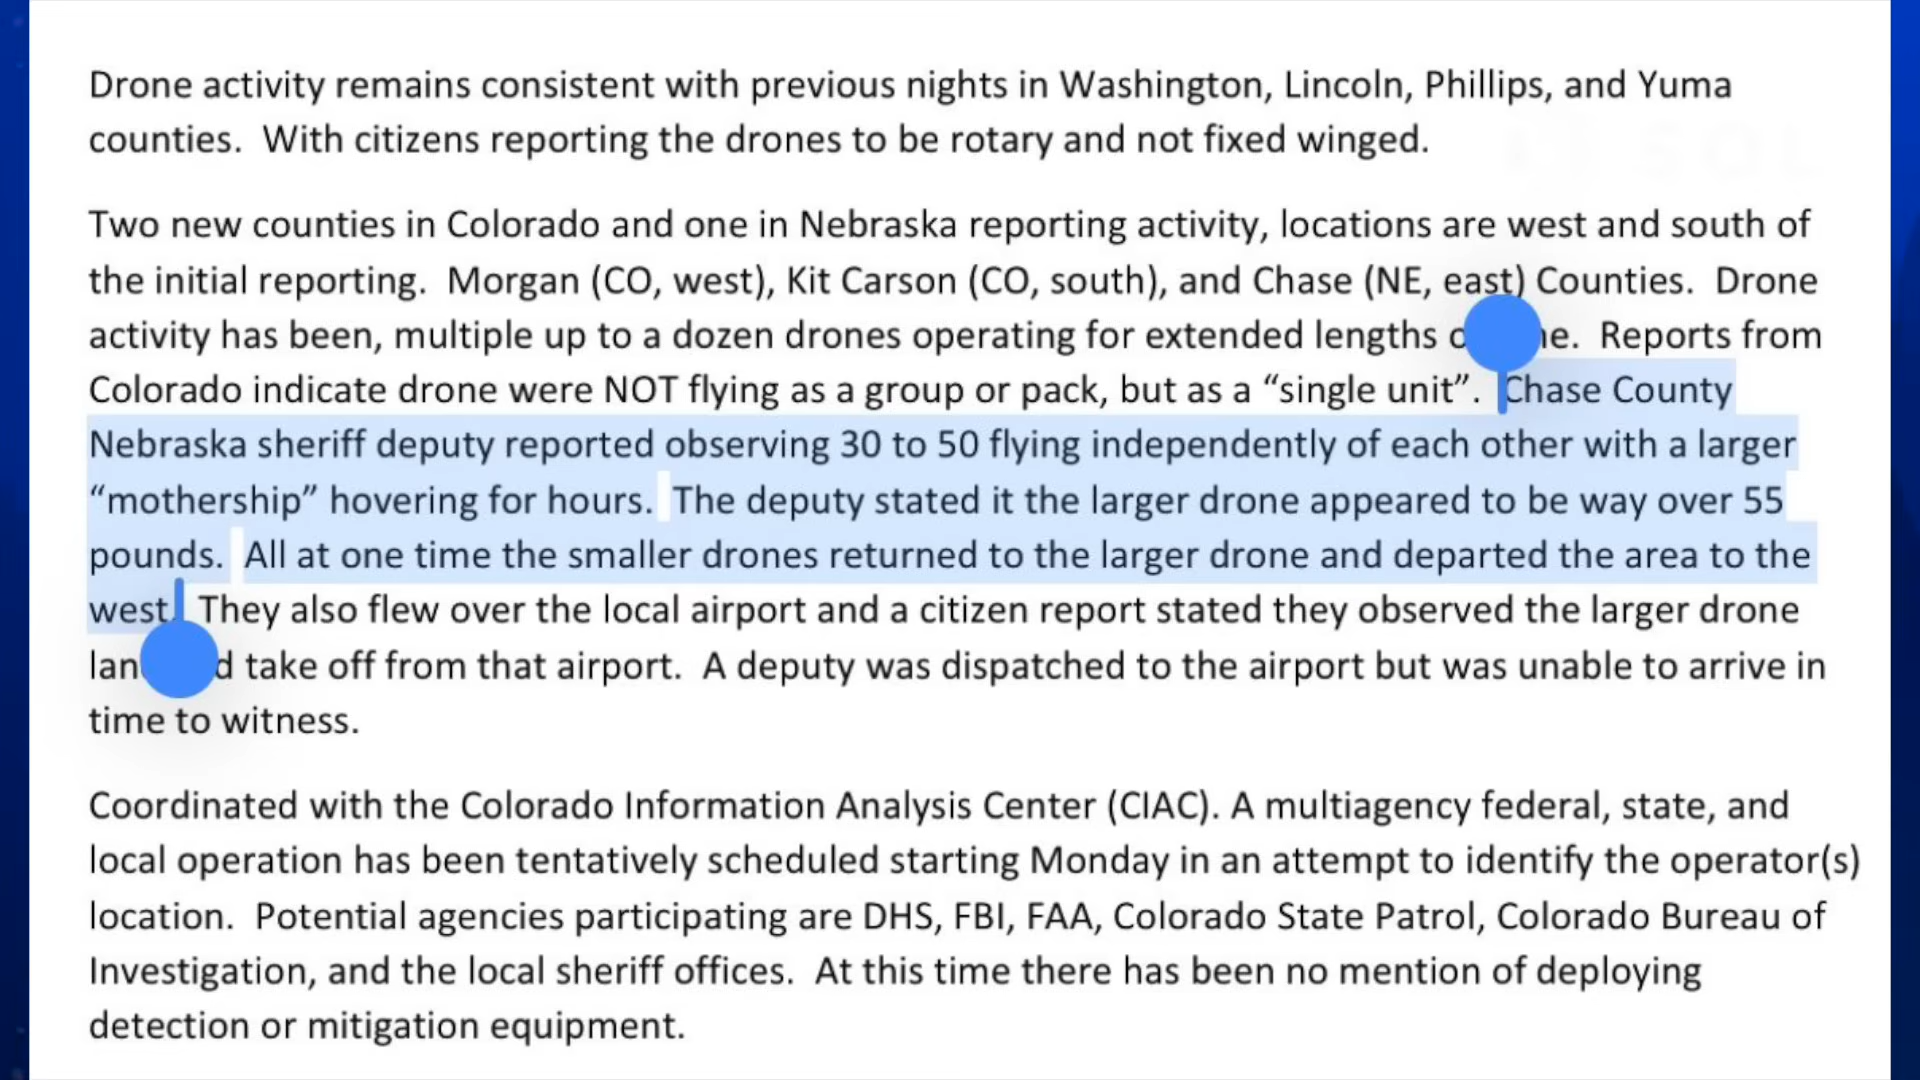 Drone activity remains consistent with previous nights in Washington, Lincoln, Phillips, and Yuma
counties.  With citizens reporting the drones to be rotary and not fixed winged.
Two new counties in Colorado and one in Nebraska reporting activity, locations are west and south of
the initial reporting.  Morgan (CO, west), Kit Carson (CO, south), and Chase (NE, east) Counties.  Drone
activity has been, multiple up to a dozen drones operating for extended lengths  Reports from
Colorado indicate drone were NOT flying as a group or pack, but as a “single unit”.  Chase County
Nebraska sheriff deputy reported observing 30 to 50 flying independently of each other with a larger
“mothership” hovering for hours.  The deputy stated it the larger drone appeared to be way over 55
pounds.  All at one time the smaller drones returned to the larger drone and departed the area to the
west.  They also flew over the local airport and a citizen report stated they observed the larger drone
take off from that airport.  A deputy was dispatched to the airport but was unable to arrive in
time to witness.
Coordinated with the Colorado Information Analysis Center (CIAC). A multiagency federal, state, and
local operation has been tentatively scheduled starting Monday in an attempt to identify the operator(s)
location.  Potential agencies participating are DHS, FBI, FAA, Colorado State Patrol, Colorado Bureau of
Investigation, and the local sheriff offices.  At this time there has been no mention of deploying
detection or mitigation equipment.